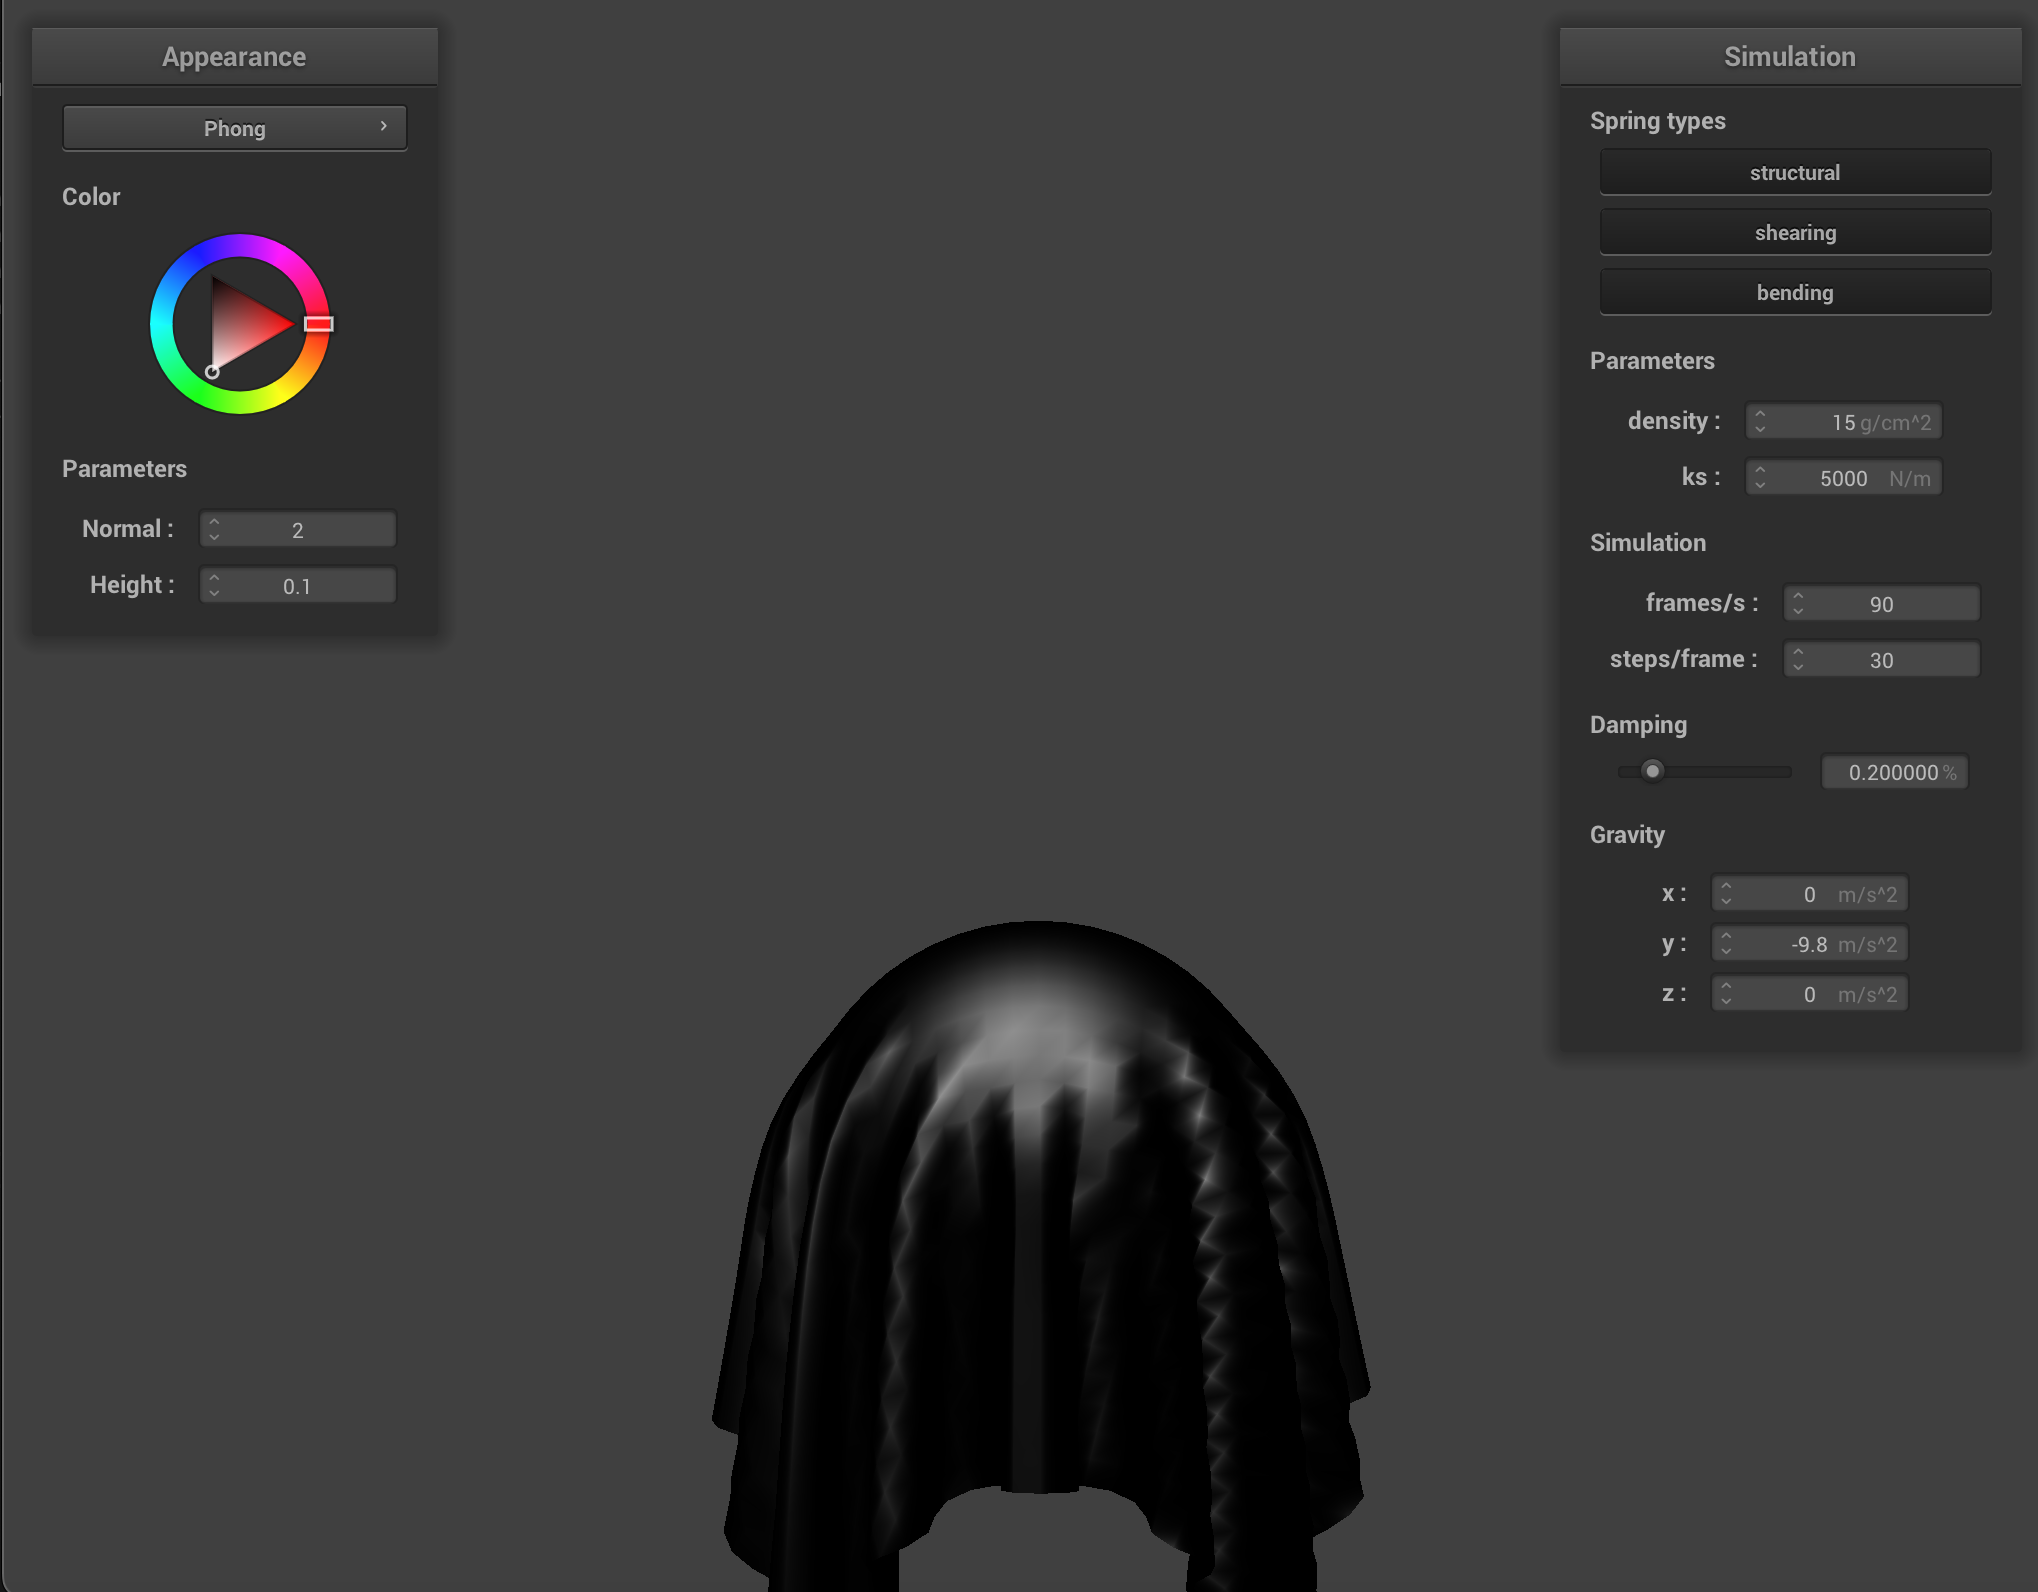 Appearance
Phong
Color
Parameters
Normal : 2
Height : 0.1
Simulation
Spring types
structural
shearing
bending
Parameters
density : 15 g/cm^2
ks : 5000 N/m
Simulation
frames/s : 90
steps/frame : 30
Damping
0.200000 %
Gravity
x : 0 m/s^2
y : -9.8 m/s^2
z : 0 m/s^2